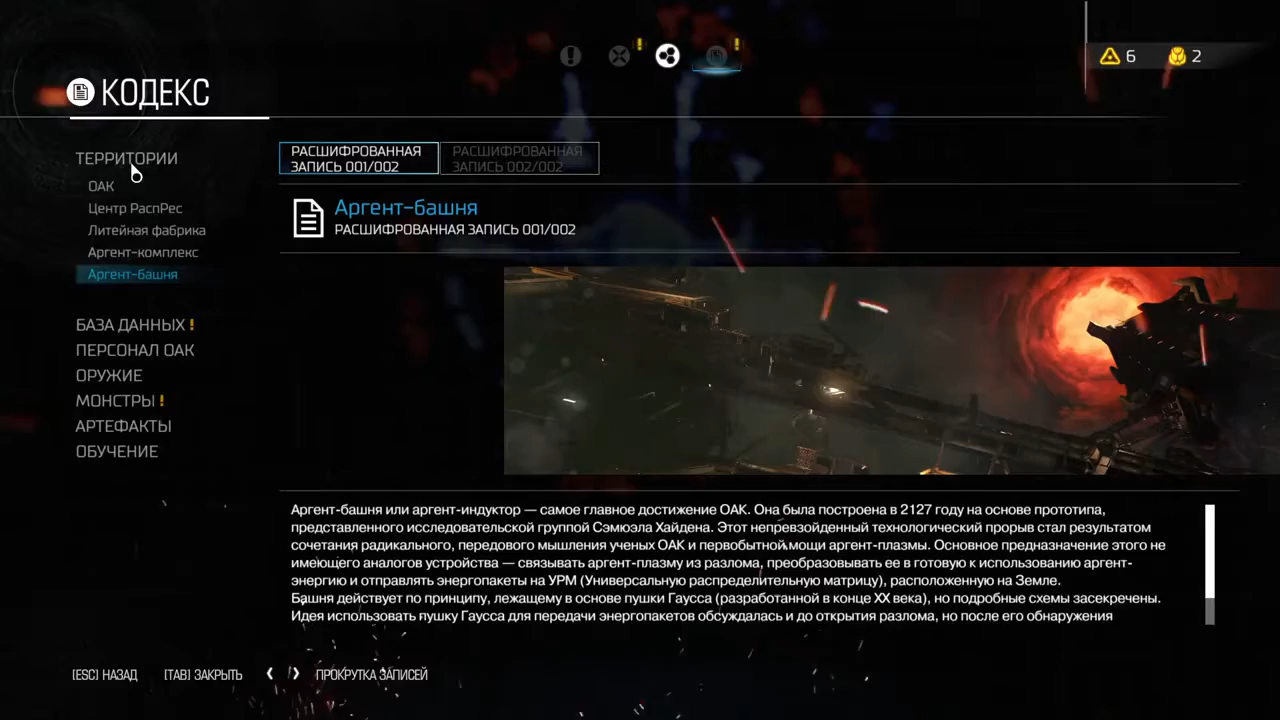 6
2
КОДЕКС
ТЕРРИТОРИИ
ОАК
Центр РаспРес
Литейная фабрика
Аргент-комплекс
Аргент-башня
БАЗА ДАННЫХ !
ПЕРСОНАЛ ОАК
ОРУЖИЕ
МОНСТРЫ !
АРТЕФАКТЫ
ОБУЧЕНИЕ
РАСШИФРОВАННАЯ
ЗАПИСЬ 001/002
РАСШИФРОВАННАЯ
ЗАПИСЬ 002/002
Аргент-башня
РАСШИФРОВАННАЯ ЗАПИСЬ 001/002
Аргент-башня или аргент-индуктор — самое главное достижение ОАК. Она была построена в 2127 году на основе прототипа,
представленного исследовательской группой Сэмюэла Хайдена. Этот непревзойденный технологический прорыв стал результатом
сочетания радикального, передового мышления ученых ОАК и первобытной мощи аргент-плазмы. Основное предназначение этого не
имеющего аналогов устройства — связывать аргент-плазму из разлома, преобразовывать ее в готовую к использованию аргент-
энергию и отправлять энергопакеты на УРМ (Универсальную распределительную матрицу), расположенную на Земле.
Башня действует по принципу, лежащему в основе пушки Гаусса (разработанной в конце XX века), но подробные схемы засекречены.
Идея использовать пушку Гаусса для передачи энергопакетов обсуждалась и до открытия разлома, но после его обнаружения
[ESC] НАЗАД
[TAB] ЗАКРЫТЬ
❮ ❯ ПРОКРУТКА ЗАПИСЕЙ